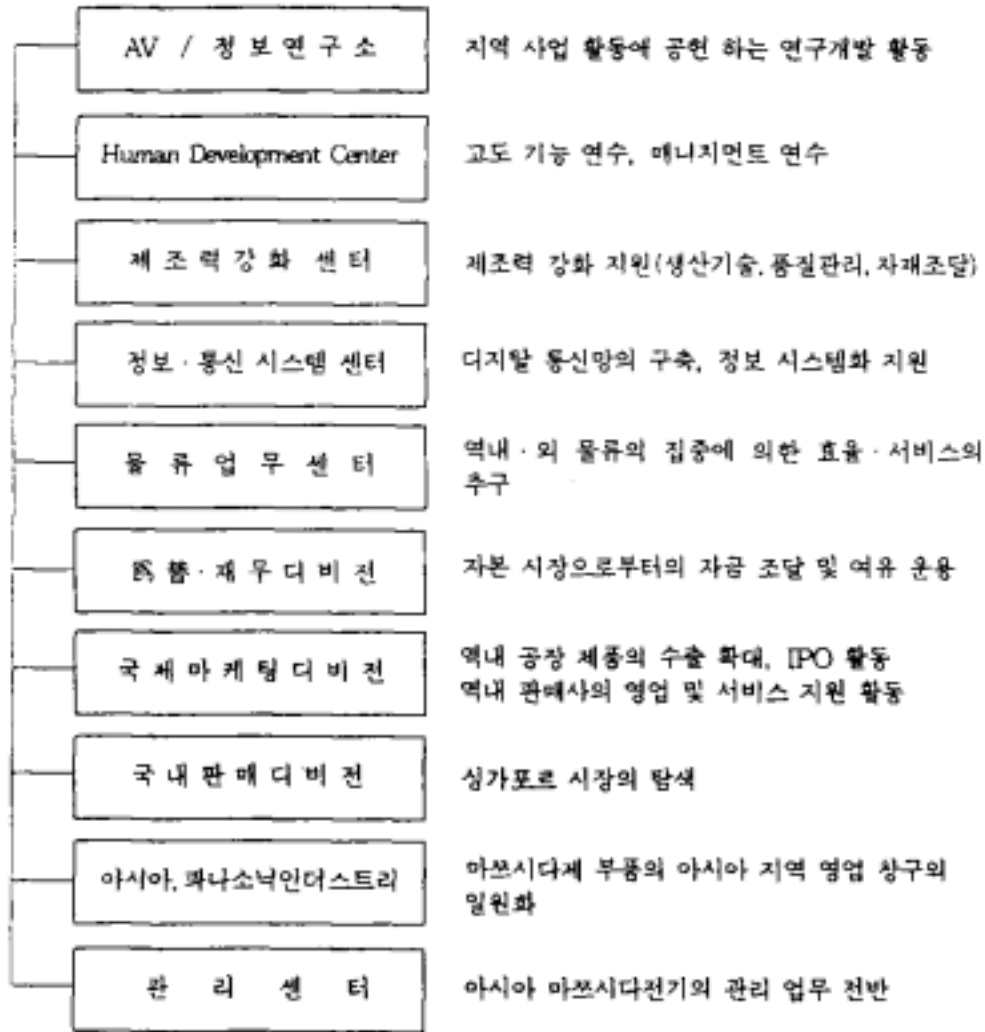 AV / 정보연구소
지역 사업 활동에 공헌 하는 연구개발 활동
Human Development Center
고도 기능 연수, 매니지먼트 연수
제조력강화 센터
제조력 강화 지원(생산기술,품질관리,자재조달)
정보·통신 시스템 센터
디지탈 통신망의 구축, 정보 시스템화 지원
물류업무센터
역내·외 물류의 집중에 의한 효율·서비스의
추구
재무디비전
자본 시장으로부터의 자금 조달 및 여유 운용
국제마케팅디비전
역내 공장 제품의 수출 확대, IPO 활동
역내 판매사의 영업 및 서비스 지원 활동
국내판매디비전
싱가포르 시장의 탐색
아시아, 파나소닉인더스트리
마쯔시다제 부품의 아시아 지역 영업 창구의
일원화
관리센터
아시아 마쯔시다전기의 관리 업무 전반